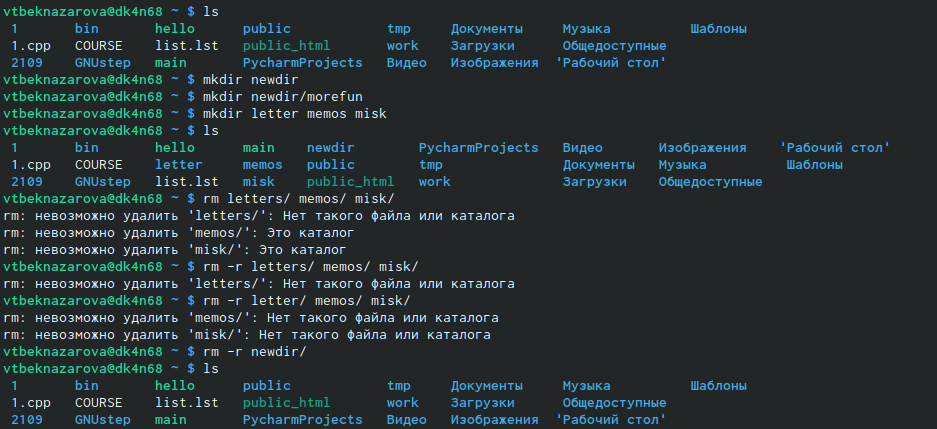 vtbeknazarova@dk4n68 ~ $ ls
1 bin hello public tmp Документы Музыка Шаблоны
1.cpp COURSE list.lst public_html work Загрузки Общедоступные
2109 GNUstep main PycharmProjects Видео Изображения 'Рабочий стол'
vtbeknazarova@dk4n68 ~ $ mkdir newdir
vtbeknazarova@dk4n68 ~ $ mkdir newdir/morefun
vtbeknazarova@dk4n68 ~ $ mkdir letter memos misk
vtbeknazarova@dk4n68 ~ $ ls
1 bin hello main newdir PycharmProjects Видео Изображения 'Рабочий стол'
1.cpp COURSE letter memos public tmp Документы Музыка Шаблоны
2109 GNUstep list.lst misk public_html work Загрузки Общедоступные
vtbeknazarova@dk4n68 ~ $ rm letters/ memos/ misk/
rm: невозможно удалить 'letters/': Нет такого файла или каталога
rm: невозможно удалить 'memos/': Это каталог
rm: невозможно удалить 'misk/': Это каталог
vtbeknazarova@dk4n68 ~ $ rm -r letters/ memos/ misk/
rm: невозможно удалить 'letters/': Нет такого файла или каталога
vtbeknazarova@dk4n68 ~ $ rm -r letter/ memos/ misk/
rm: невозможно удалить 'memos/': Нет такого файла или каталога
rm: невозможно удалить 'misk/': Нет такого файла или каталога
vtbeknazarova@dk4n68 ~ $ rm -r newdir/
vtbeknazarova@dk4n68 ~ $ ls
1 bin hello public tmp Документы Музыка Шаблоны
1.cpp COURSE list.lst public_html work Загрузки Общедоступные
2109 GNUstep main PycharmProjects Видео Изображения 'Рабочий стол'